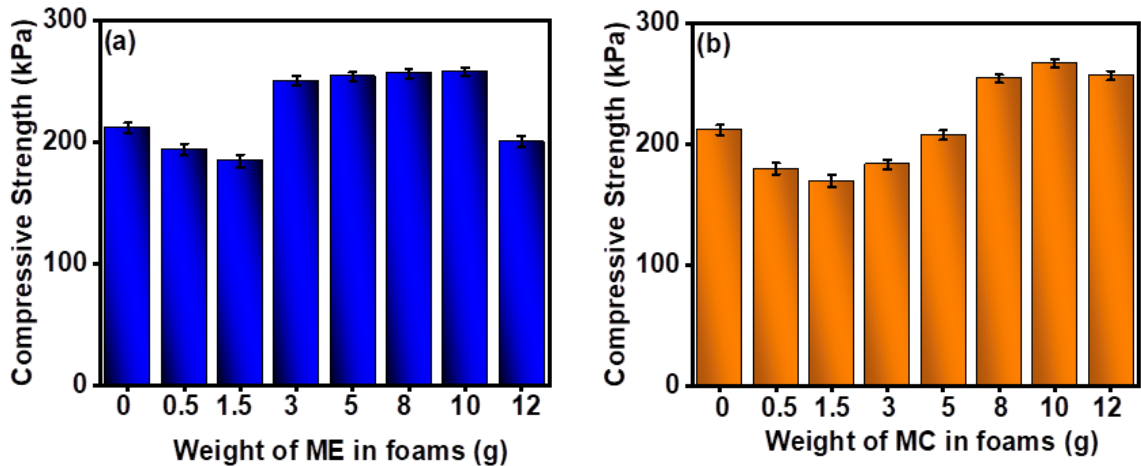 (a)
Compressive Strength (kPa)
300
200
100
0
0 0.5 1.5 3 5 8 10 12
Weight of ME in foams (g)
(b)
Compressive Strength (kPa)
300
200
100
0
0 0.5 1.5 3 5 8 10 12
Weight of MC in foams (g)